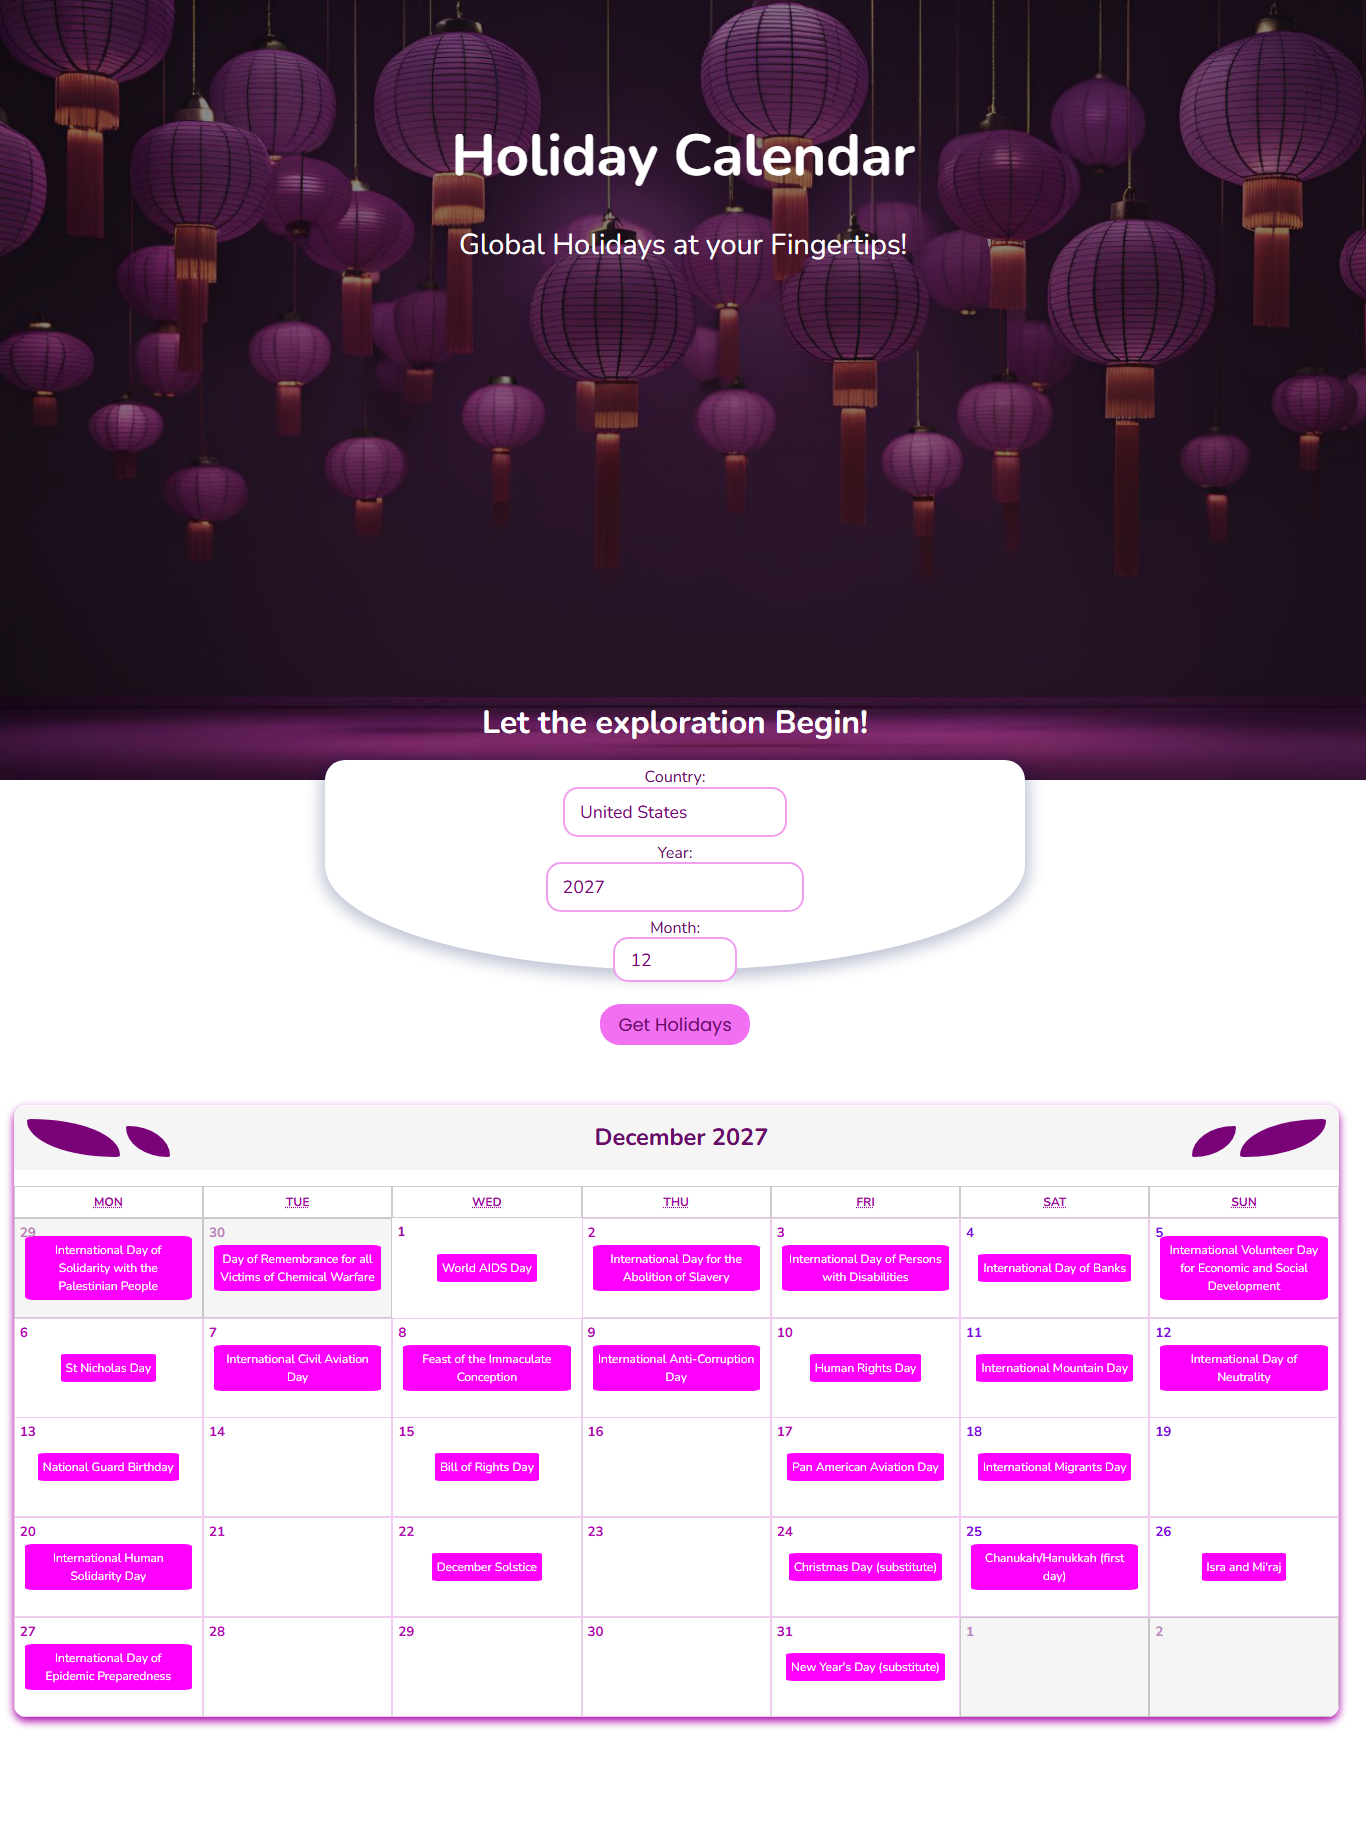 Holiday Calendar
Global Holidays at your Fingertips!
Let the exploration Begin!
Country:
United States
Year:
2027
Month:
12
Get Holidays
December 2027
MON TUE WED THU FRI SAT SUN
29
International Day of
Solidarity with the
Palestinian People
30
Day of Remembrance for all
Victims of Chemical Warfare
1
World AIDS Day
2
International Day for the
Abolition of Slavery
3
International Day of Persons
with Disabilities
4
International Day of Banks
5
International Volunteer Day
for Economic and Social
Development
6
St Nicholas Day
7
International Civil Aviation
Day
8
Feast of the Immaculate
Conception
9
International Anti-Corruption
Day
10
Human Rights Day
11
International Mountain Day
12
International Day of
Neutrality
13
National Guard Birthday
14
15
Bill of Rights Day
16
17
Pan American Aviation Day
18
International Migrants Day
19
20
International Human
Solidarity Day
21
22
December Solstice
23
24
Christmas Day (substitute)
25
Chanukah/Hanukkah (first
day)
26
Isra and Mi'raj
27
International Day of
Epidemic Preparedness
28
29
30
31
New Year's Day (substitute)
1
2